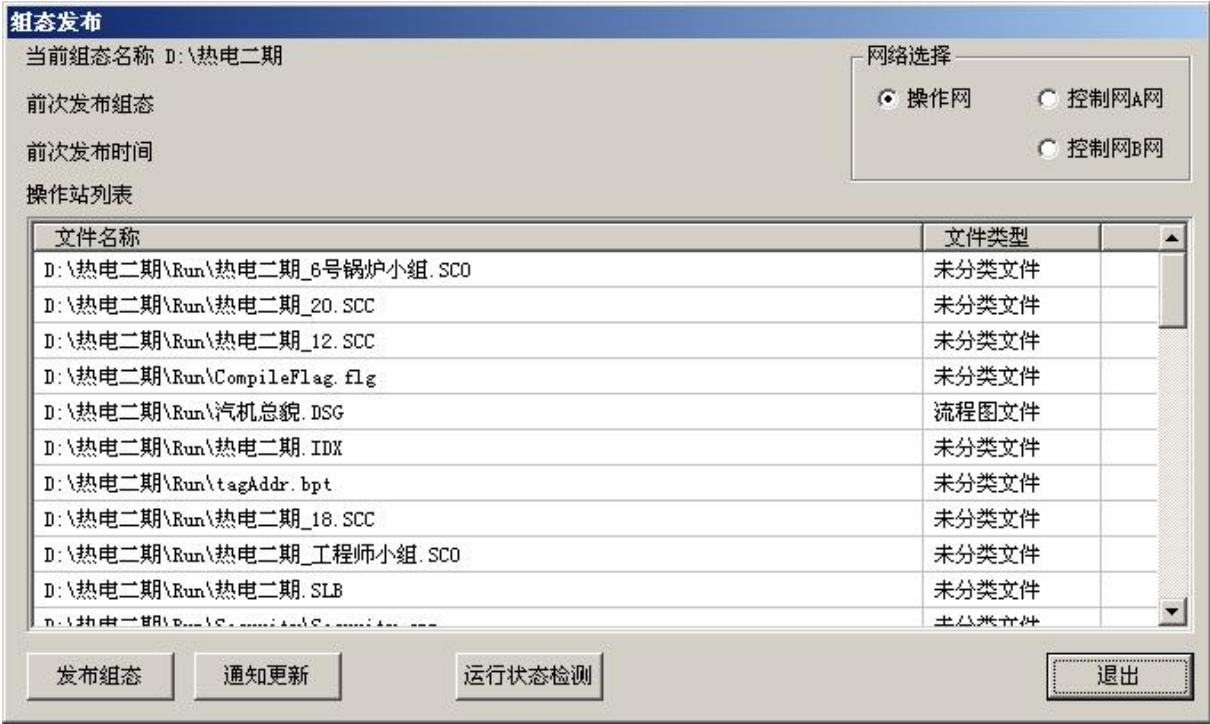 组态发布
当前组态名称 D:\热电二期
网络选择
操作网 控制网A网
前次发布组态
控制网B网
前次发布时间
操作站列表
文件名称 文件类型
D:\热电二期\Run\热电二期_6号锅炉小组.SCO 未分类文件
D:\热电二期\Run\热电二期_20.SCC 未分类文件
D:\热电二期\Run\热电二期_12.SCC 未分类文件
D:\热电二期\Run\CompileFlag.flg 未分类文件
D:\热电二期\Run\汽机总貌.DSG 流程图文件
D:\热电二期\Run\热电二期.IDX 未分类文件
D:\热电二期\Run\tagAddr.bpt 未分类文件
D:\热电二期\Run\热电二期_18.SCC 未分类文件
D:\热电二期\Run\热电二期_工程师小组.SCO 未分类文件
D:\热电二期\Run\热电二期.SLB 未分类文件
发布组态 通知更新 运行状态检测 退出